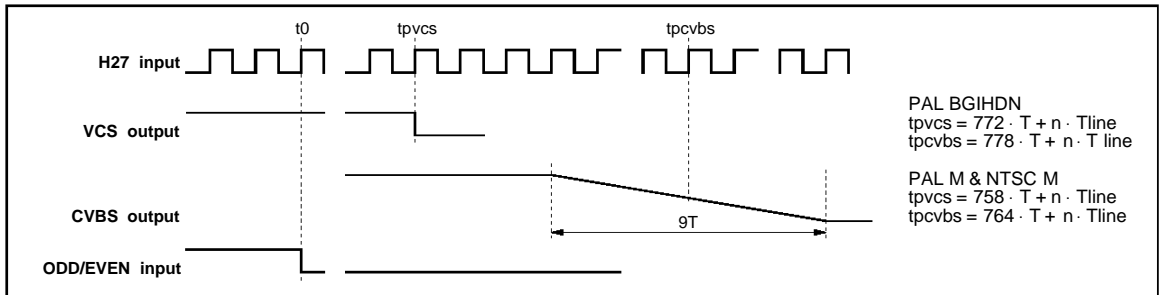 t0
tpvcs
tpcvbs
H27 input
VCS output
CVBS output
9T
ODD/EVEN input
PAL BGIHDN
tpvcs = 772 · T + n · Tline
tpcvbs = 778 · T + n · T line
PAL M & NTSC M
tpvcs = 758 · T + n · Tline
tpcvbs = 764 · T + n · Tline